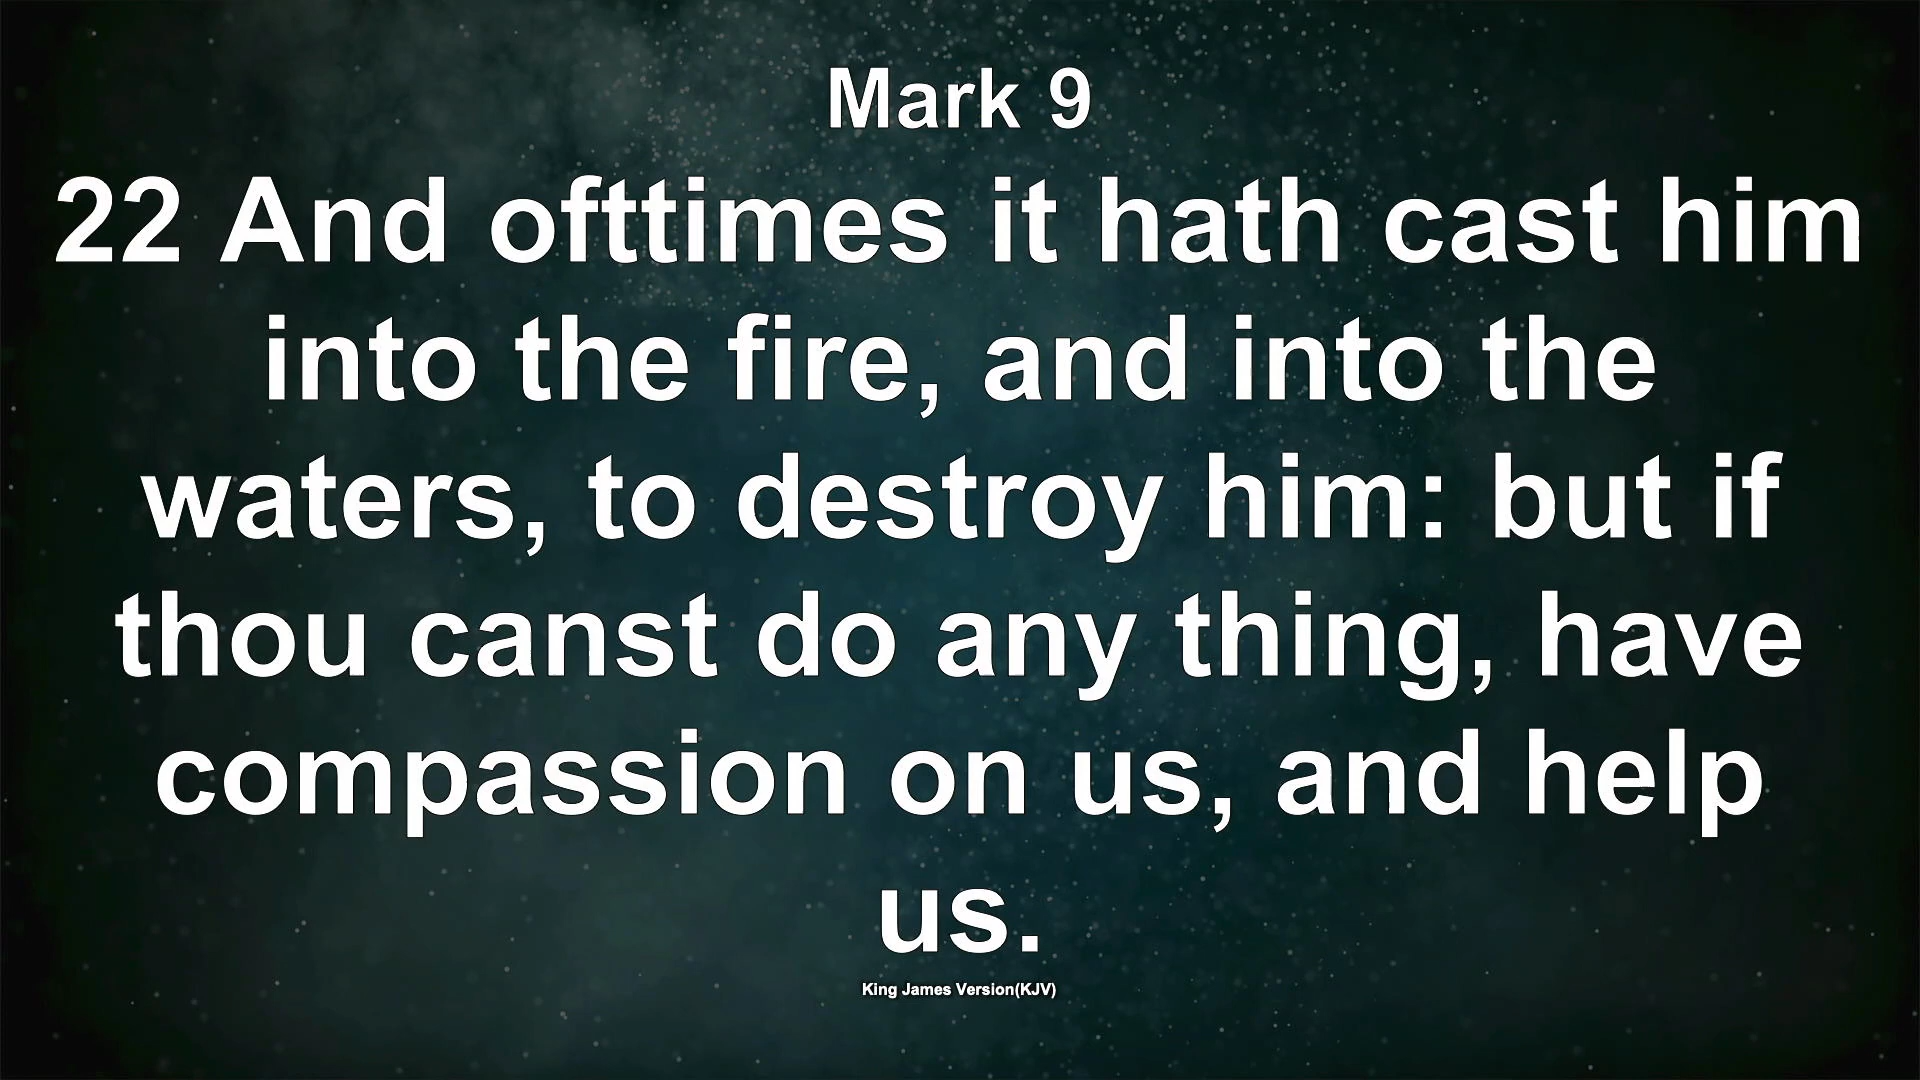 Mark 9
22 And ofttimes it hath cast him
into the fire, and into the
waters, to destroy him: but if
thou canst do any thing, have
compassion on us, and help
us.
King James Version(KJV)